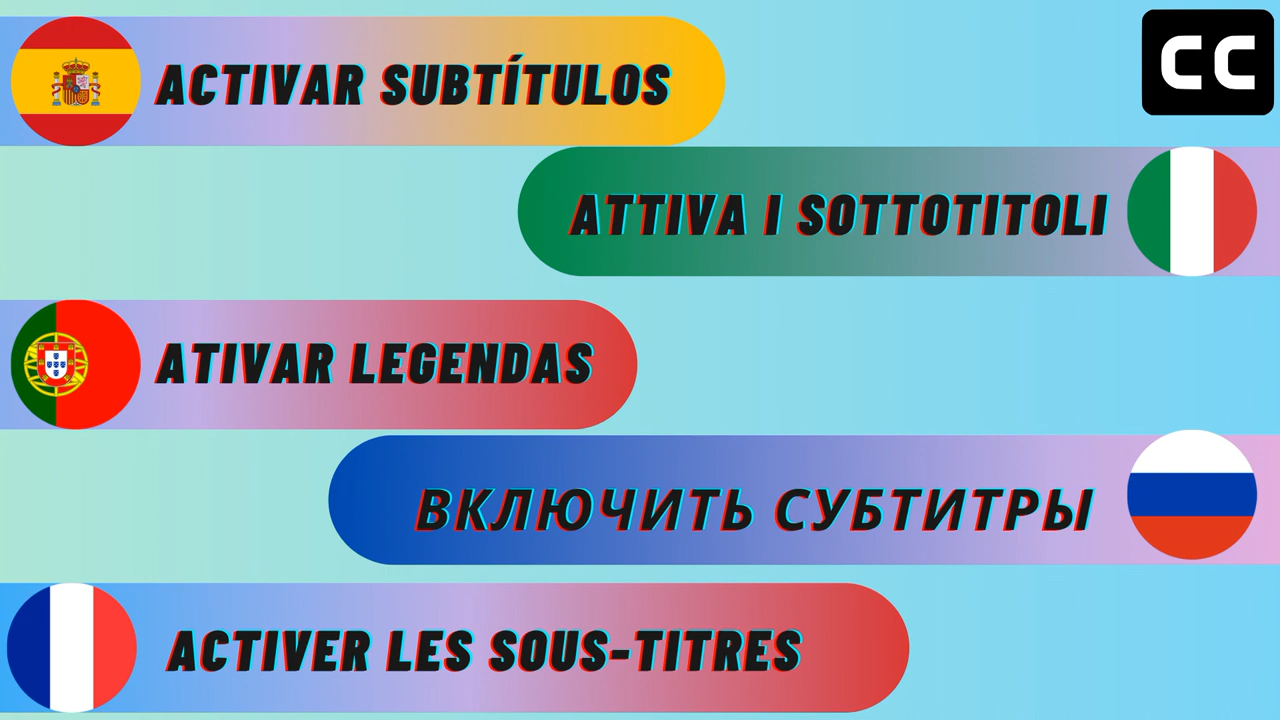 ACTIVAR SUBTÍTULOS
CC
ATTIVA I SOTTOTITOLI
ATIVAR LEGENDAS
ВКЛЮЧИТЬ СУБТИТРЫ
ACTIVER LES SOUS-TITRES